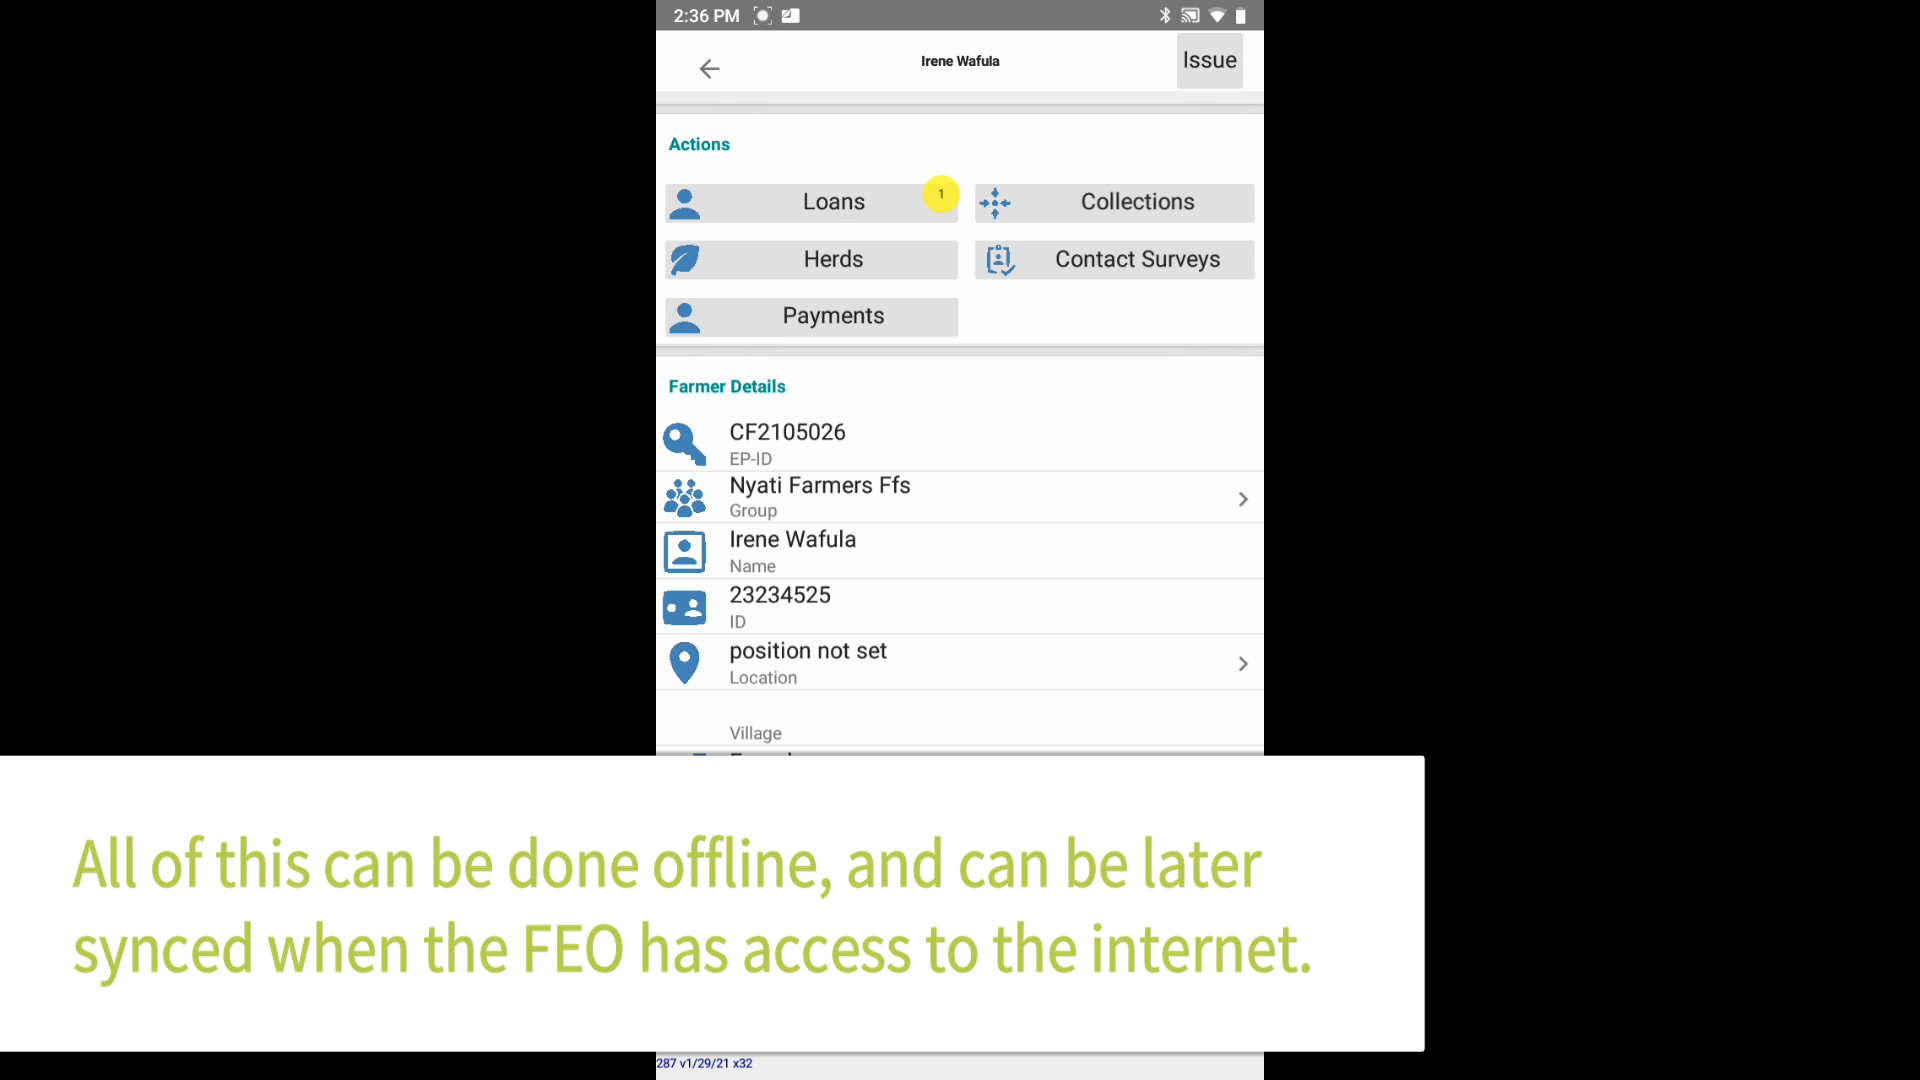 2:36 PM
Irene Wafula
Issue
Actions
Loans
1
Collections
Herds
Contact Surveys
Payments
Farmer Details
CF2105026
EP-ID
Nyati Farmers Ffs
Group
Irene Wafula
Name
23234525
ID
position not set
Location
Village
All of this can be done offline, and can be later
synced when the FEO has access to the internet.
287 v1/29/21 x32